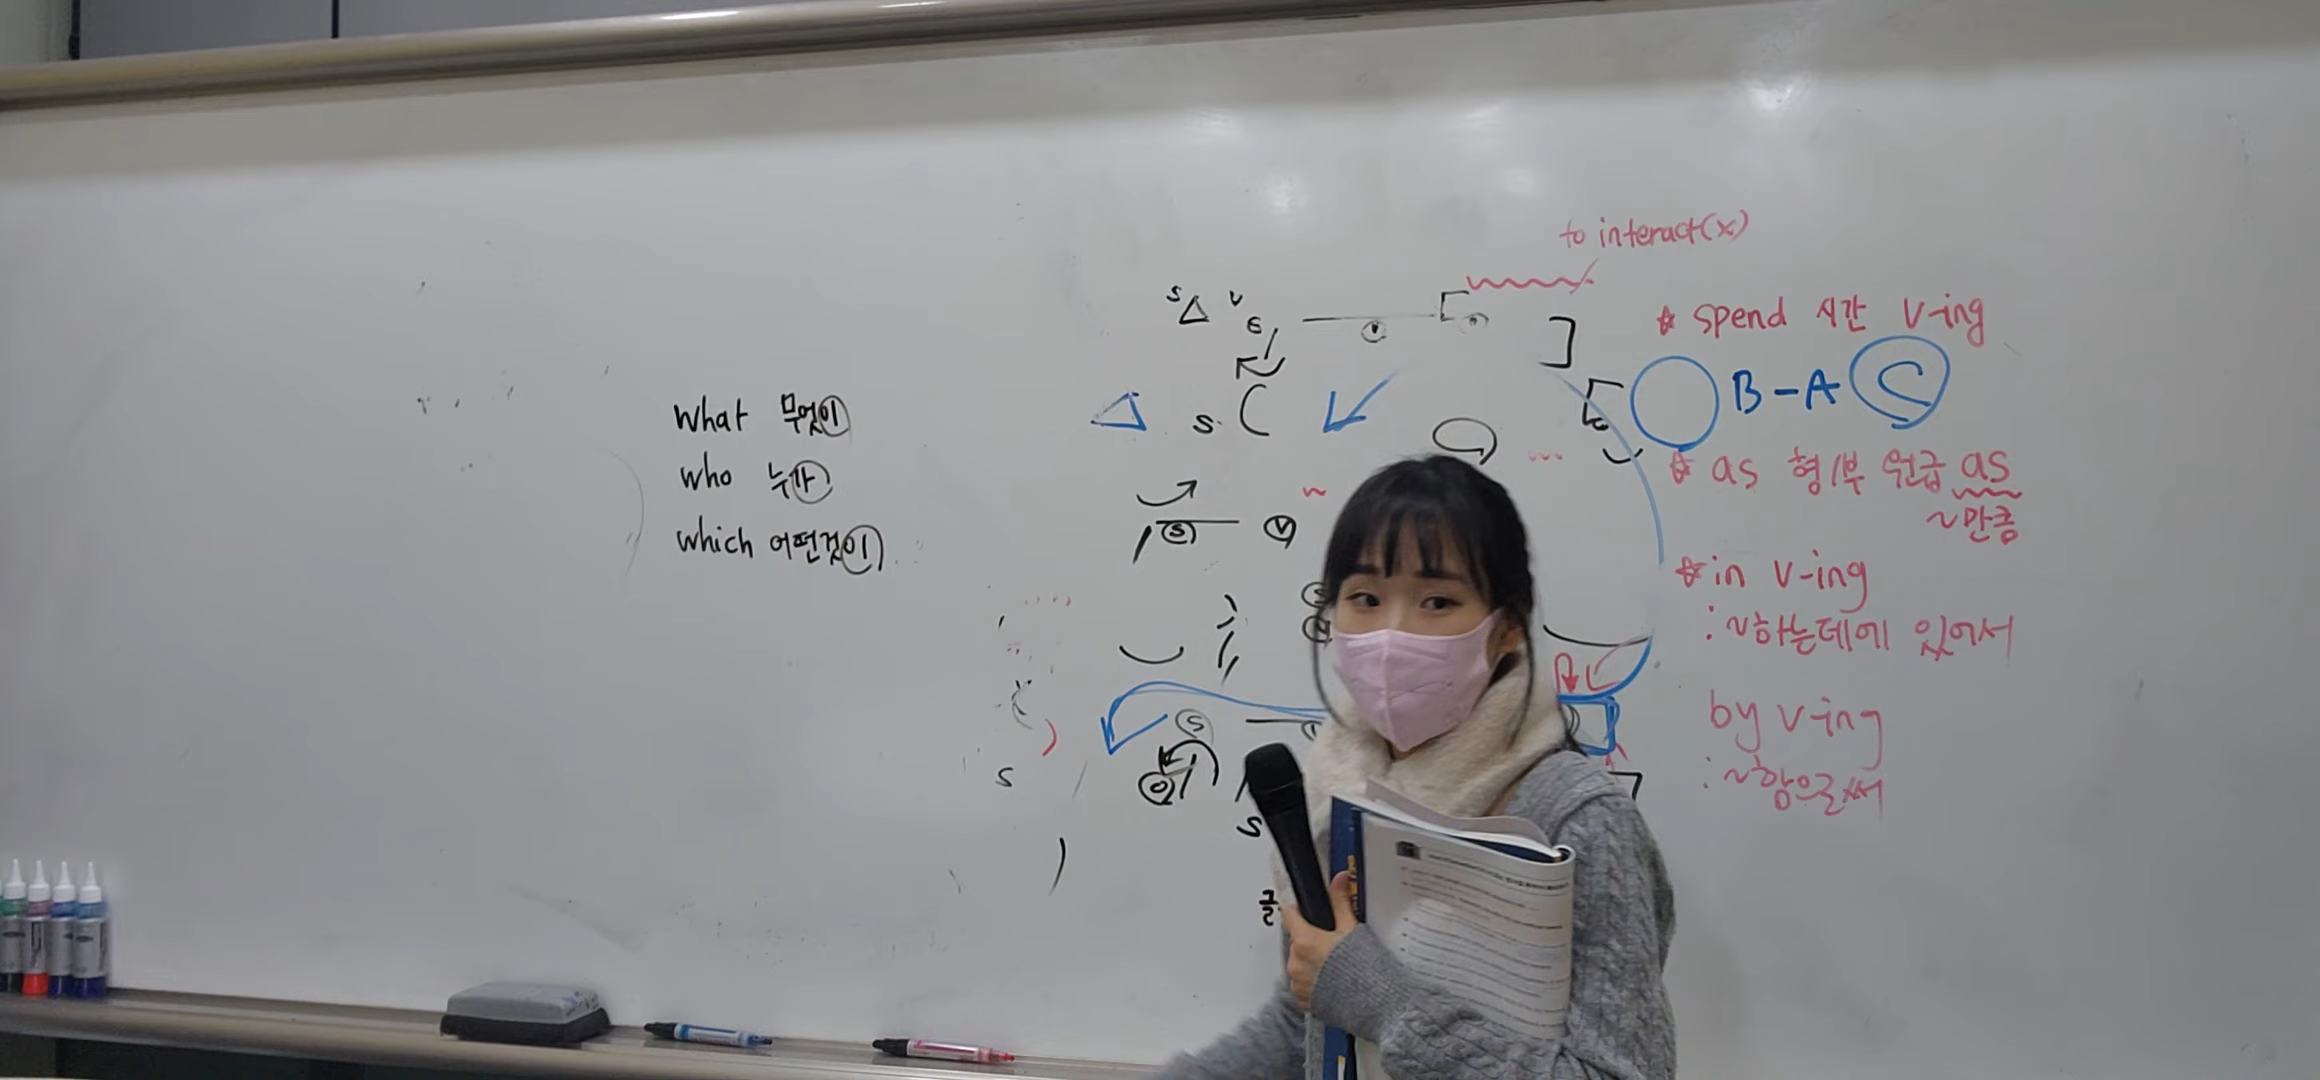 what 무엇이
who 누가
which 어떤것이
to interact(x)
S V
S
S V
S
S
S
☆ spend 시간 V-ing
B - A S
☆ as 형/부 원급 as
~만큼
☆ in V-ing
: ~하는데에 있어서
by V-ing
: ~함으로써